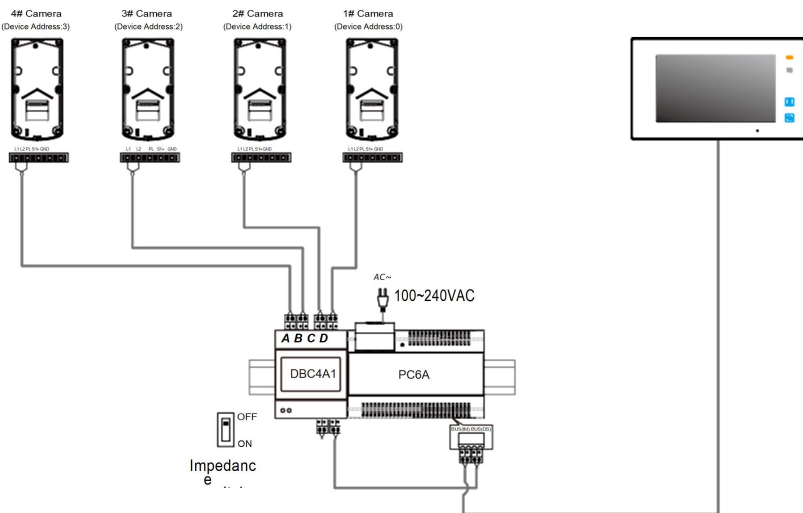 4# Camera
(Device Address:3)
3# Camera
(Device Address:2)
2# Camera
(Device Address:1)
1# Camera
(Device Address:0)
L1 L2 PL S1+ GND
L1 L2 PL S1+ GND
L1 L2 PL S1+ GND
L1 L2 PL S1+ GND
AC~
100~240VAC
A B C D
DBC4A1
PC6A
BUS(IM) BUS(DS)
OFF
ON
Impedanc
e